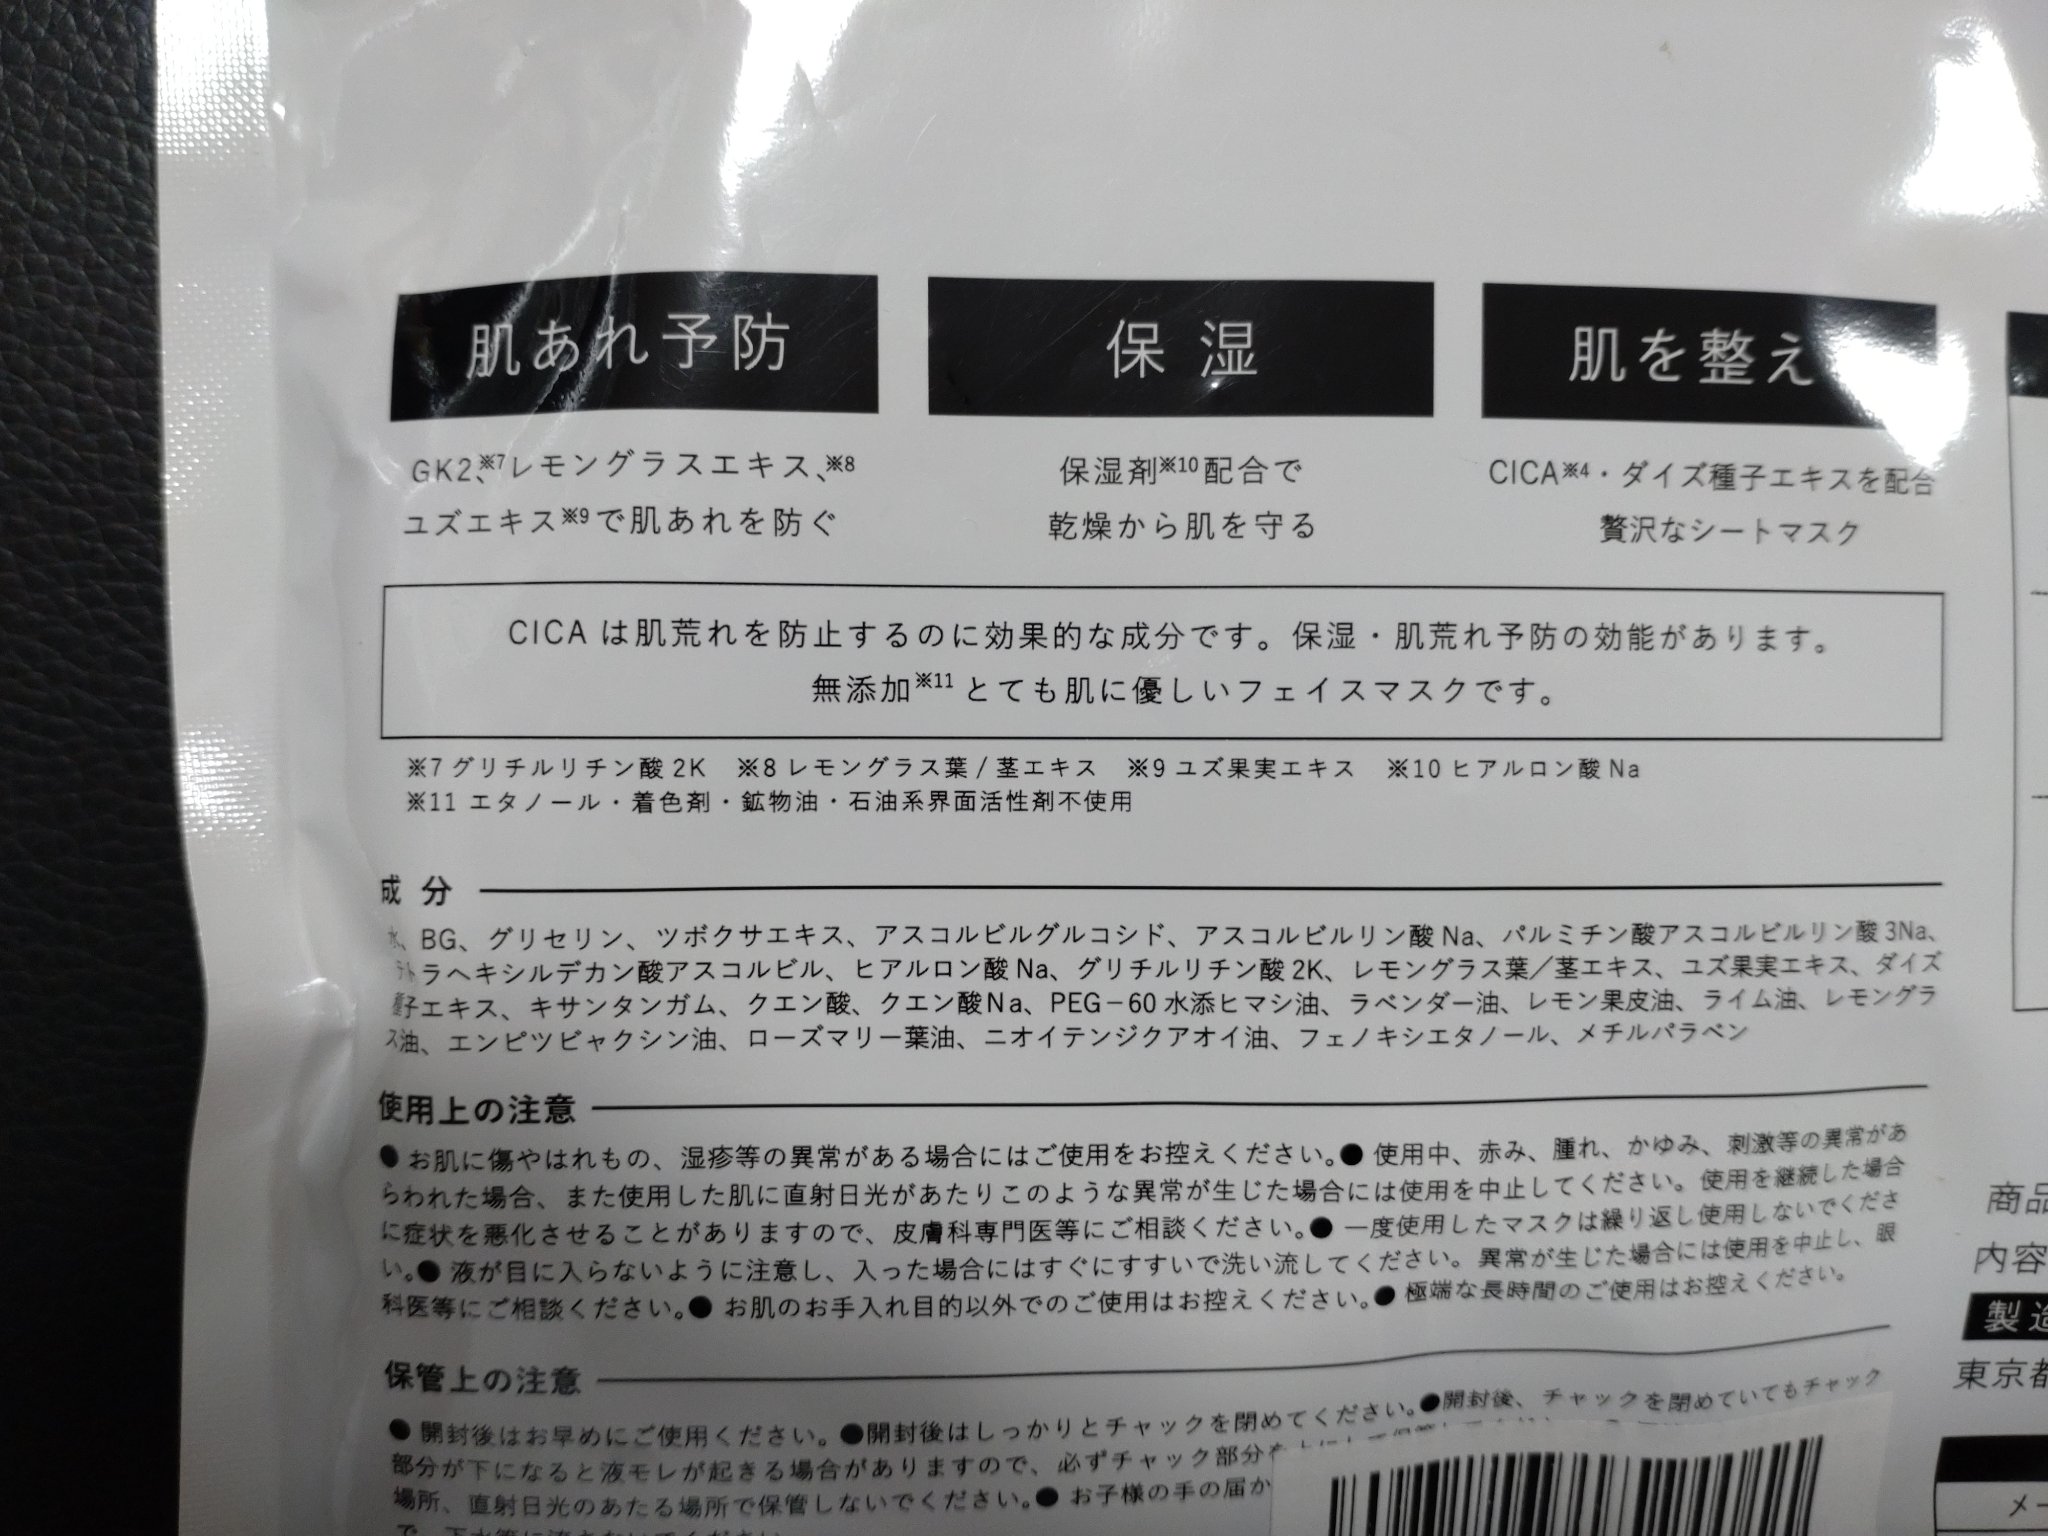 肌あれ予防
GK2※7、レモングラスエキス※8、
ユズエキス※9で肌あれを防ぐ
保湿
保湿剤※10配合で
乾燥から肌を守る
肌を整え
CICA※4・ダイズ種子エキスを配合
贅沢なシートマスク
CICAは肌荒れを防止するのに効果的な成分です。保湿・肌荒れ予防の効能があります。
無添加※11とても肌に優しいフェイスマスクです。
※7 グリチルリチン酸2K ※8 レモングラス葉/茎エキス ※9 ユズ果実エキス ※10 ヒアルロン酸Na
※11 エタノール・着色剤・鉱物油・石油系界面活性剤不使用
成分
水、BG、グリセリン、ツボクサエキス、アスコルビルグルコシド、アスコルビルリン酸Na、パルミチン酸アスコルビルリン酸3Na、
テトラヘキシルデカン酸アスコルビル、ヒアルロン酸Na、グリチルリチン酸2K、レモングラス葉／茎エキス、ユズ果実エキス、ダイズ
種子エキス、キサンタンガム、クエン酸、クエン酸Na、PEG－60水添ヒマシ油、ラベンダー油、レモン果皮油、ライム油、レモングラ
ス油、エンピツビャクシン油、ローズマリー葉油、ニオイテンジクアオイ油、フェノキシエタノール、メチルパラベン
使用上の注意
●お肌に傷やはれもの、湿疹等の異常がある場合にはご使用をお控えください。●使用中、赤み、腫れ、かゆみ、刺激等の異常があ
らわれた場合、また使用した肌に直射日光があたりこのような異常が生じた場合には使用を中止してください。使用を継続した場合
に症状を悪化させることがありますので、皮膚科専門医等にご相談ください。●一度使用したマスクは繰り返し使用しないでくださ
い。●液が目に入らないように注意し、入った場合にはすぐにすすいで洗い流してください。異常が生じた場合には使用を中止し、眼
科医等にご相談ください。●お肌のお手入れ目的以外でのご使用はお控えください。●極端な長時間のご使用はお控えください。
保管上の注意
●開封後はお早めにご使用ください。●開封後はしっかりとチャックを閉めてください。●開封後、チャックを閉めていてもチャック
部分が下になると液モレが起きる場合がありますので、必ずチャック部分を
場所、直射日光のあたる場所で保管しないでください。●お子様の手の届か
商品
内容
製造
東京都
メー